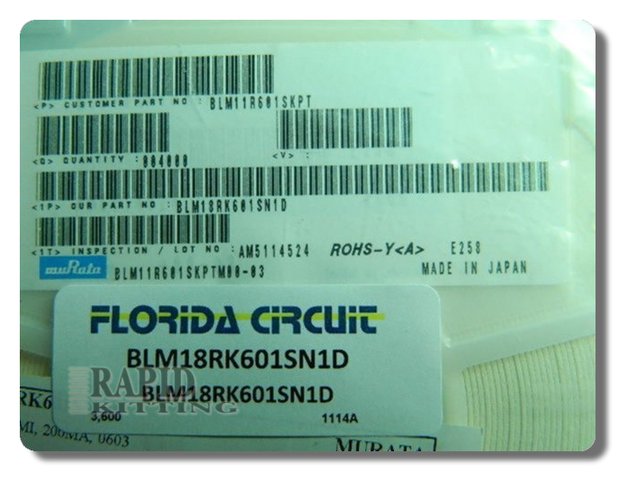 <P> CUSTOMER PART NO : BLM11R601SKPT
<Q> QUANTITY : 004000 <V> :
<1P> OUR PART NO : BLM18RK601SN1D
<1T> INSPECTION / LOT NO : AM5114524 ROHS-Y<A> E258
muRata BLM11R601SKPTM00-03 MADE IN JAPAN
FLORIDA CIRCUIT
BLM18RK601SN1D
RAPID
BLM18RK601SN1D
KITTING
3,600 1114A
RK6
MI, 200MA, 0603
MURATA